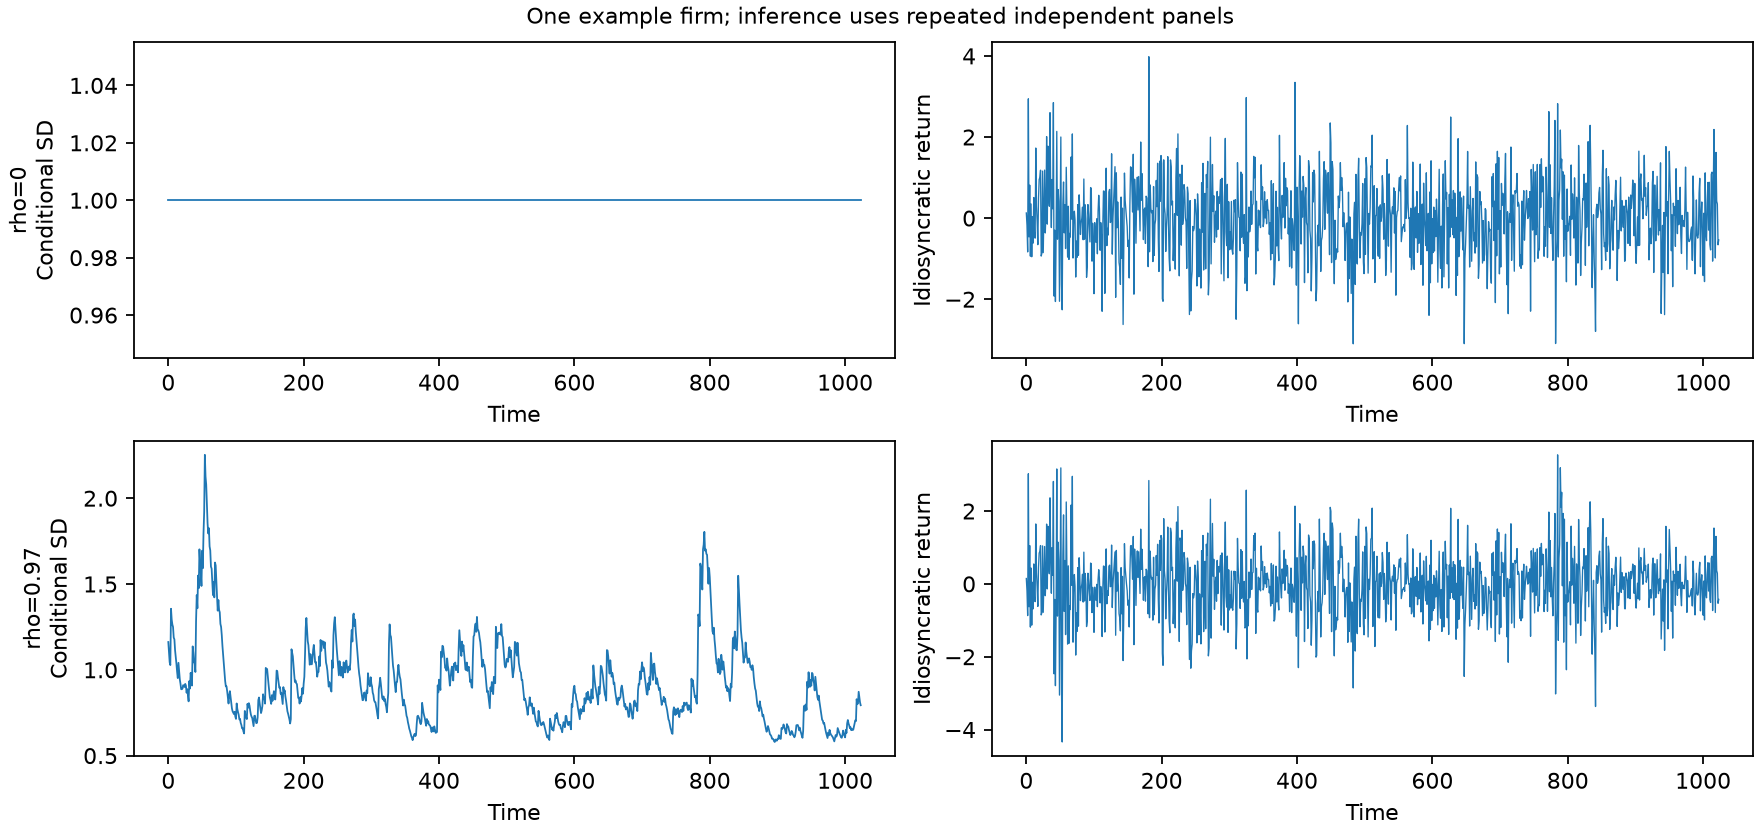 One example firm; inference uses repeated independent panels
rho=0
Conditional SD
1.04
1.02
1.00
0.98
0.96
0 200 400 600 800 1000
Time
Idiosyncratic return
4
2
0
−2
0 200 400 600 800 1000
Time
rho=0.97
Conditional SD
2.0
1.5
1.0
0.5
0 200 400 600 800 1000
Time
Idiosyncratic return
2
0
−2
−4
0 200 400 600 800 1000
Time